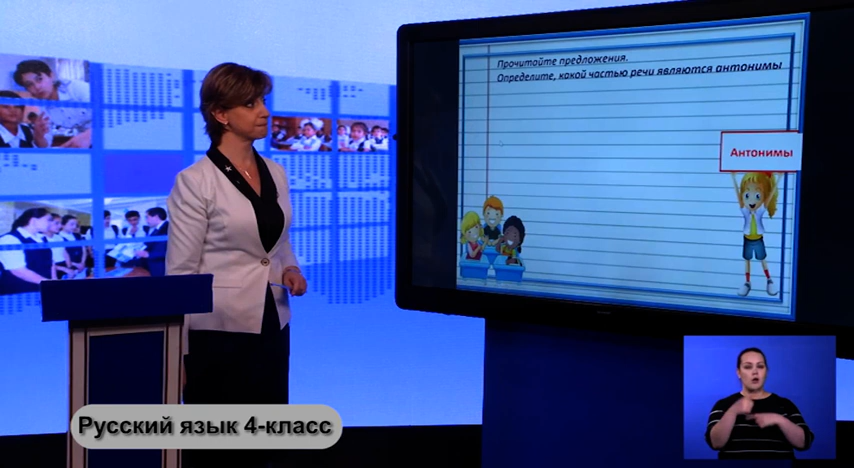 Прочитайте предложения.
Определите, какой частью речи являются антонимы
Антонимы
Русский язык 4-класс